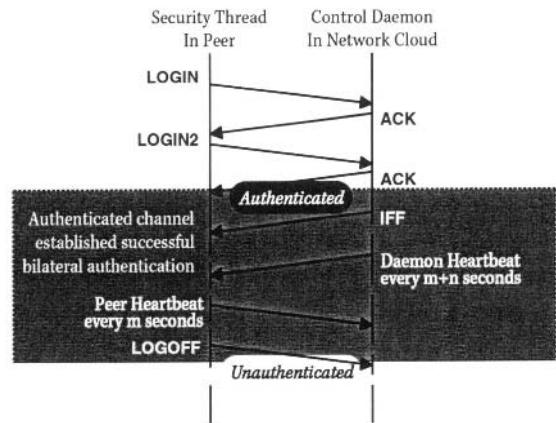 Security Thread
In Peer
Control Daemon
In Network Cloud
LOGIN
ACK
LOGIN2
ACK
Authenticated
IFF
Authenticated channel
established successful
bilateral authentication
Daemon Heartbeat
every m+n seconds
Peer Heartbeat
every m seconds
LOGOFF
Unauthenticated